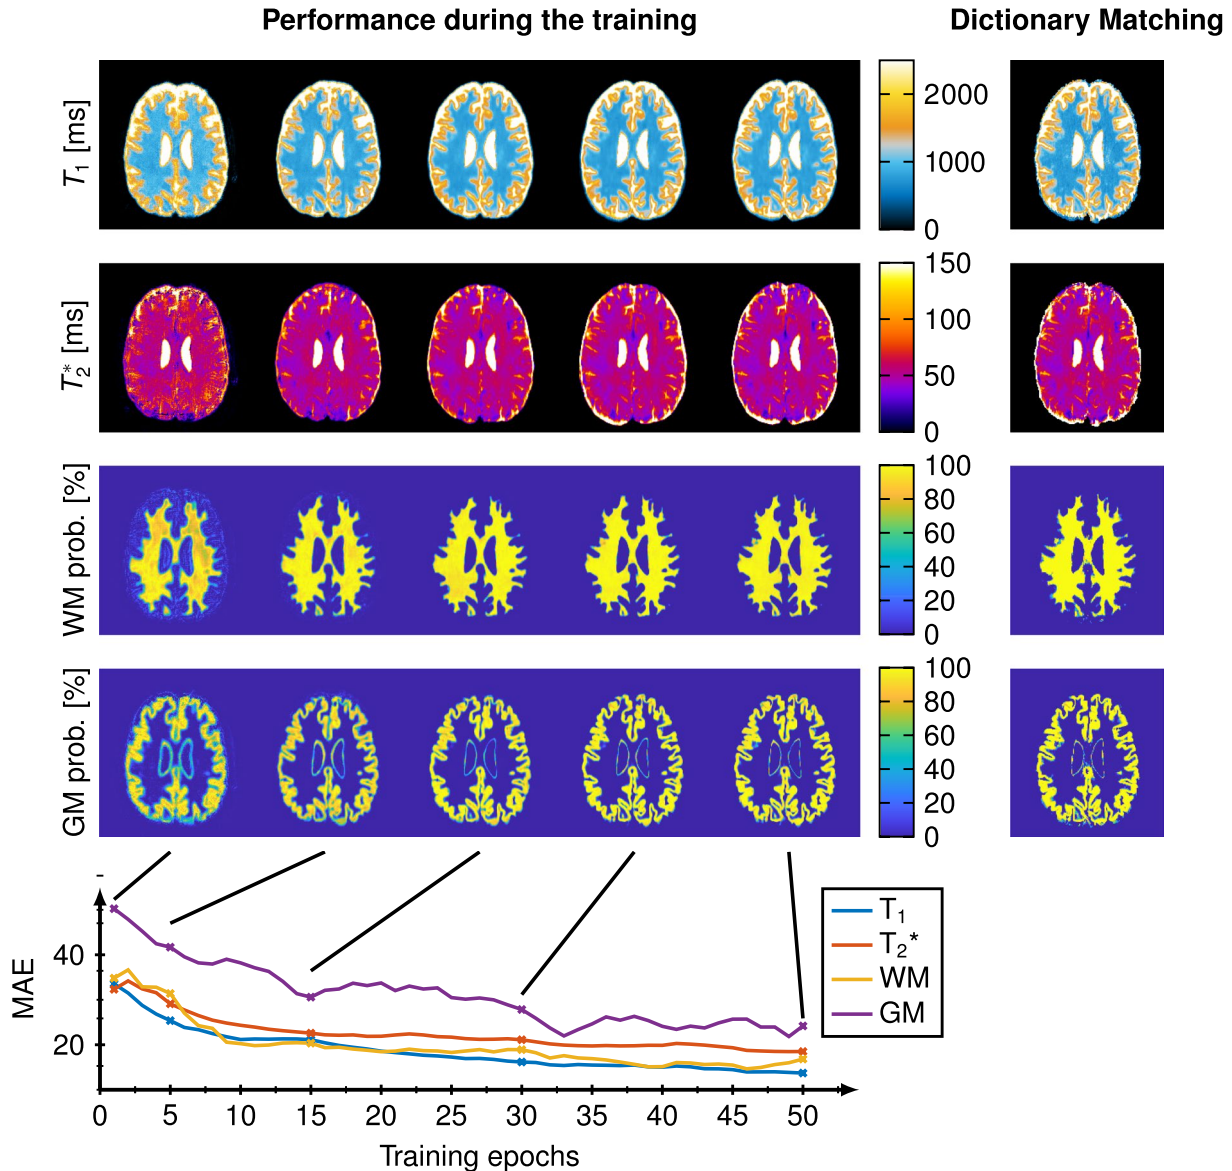 Performance during the training
Dictionary Matching
T1 [ms]
2000
1000
0
T2* [ms]
150
100
50
0
WM prob. [%]
100
80
60
40
20
0
GM prob. [%]
100
80
60
40
20
0
MAE
40
20
T1
T2*
WM
GM
0 5 10 15 20 25 30 35 40 45 50
Training epochs